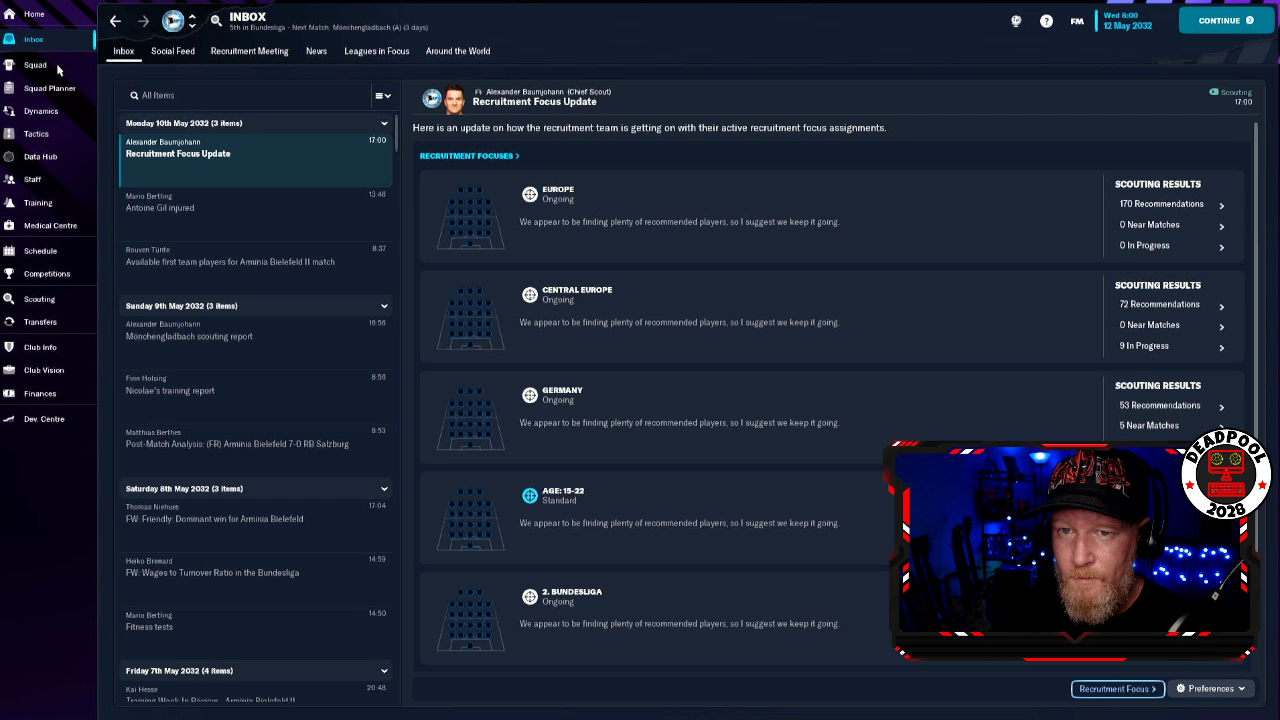 Home
Inbox
Squad
Squad Planner
Dynamics
Tactics
Data Hub
Staff
Training
Medical Centre
Schedule
Competitions
Scouting
Transfers
Club Info
Club Vision
Finances
Dev. Centre
INBOX
5th in Bundesliga - Next Match: Mönchengladbach (A) (3 days)
FM
Wed 8:00
12 May 2032
CONTINUE
Inbox Social Feed Recruitment Meeting News Leagues in Focus Around the World
All Items
Monday 10th May 2032 (3 items)
Alexander Baumjohann 17:00
Recruitment Focus Update
Mario Bertling 13:46
Antoine Gil injured
Rouven Tünte 8:37
Available first team players for Arminia Bielefeld II match
Sunday 9th May 2032 (3 items)
Alexander Baumjohann 16:56
Mönchengladbach scouting report
Finn Holsing 8:56
Nicolae's training report
Matthias Berthes 8:53
Post-Match Analysis: (FR) Arminia Bielefeld 7-0 RB Salzburg
Saturday 8th May 2032 (3 items)
Thomas Niehues 17:04
FW: Friendly: Dominant win for Arminia Bielefeld
Heiko Breward 14:59
FW: Wages to Turnover Ratio in the Bundesliga
Mario Bertling 14:50
Fitness tests
Friday 7th May 2032 (4 items)
Kai Hesse 20:48
Training Week In Review - Arminia Bielefeld II
Alexander Baumjohann (Chief Scout)
Recruitment Focus Update
Scouting
17:00
Here is an update on how the recruitment team is getting on with their active recruitment focus assignments.
RECRUITMENT FOCUSES
EUROPE
Ongoing
We appear to be finding plenty of recommended players, so I suggest we keep it going.
SCOUTING RESULTS
170 Recommendations
0 Near Matches
0 In Progress
CENTRAL EUROPE
Ongoing
We appear to be finding plenty of recommended players, so I suggest we keep it going.
SCOUTING RESULTS
72 Recommendations
0 Near Matches
9 In Progress
GERMANY
Ongoing
We appear to be finding plenty of recommended players, so I suggest we keep it going.
SCOUTING RESULTS
53 Recommendations
5 Near Matches
AGE: 15-22
Standard
We appear to be finding plenty of recommended players, so I suggest we keep it going.
2. BUNDESLIGA
Ongoing
We appear to be finding plenty of recommended players, so I suggest we keep it going.
DEADPOOL
2028
Recruitment Focus
Preferences